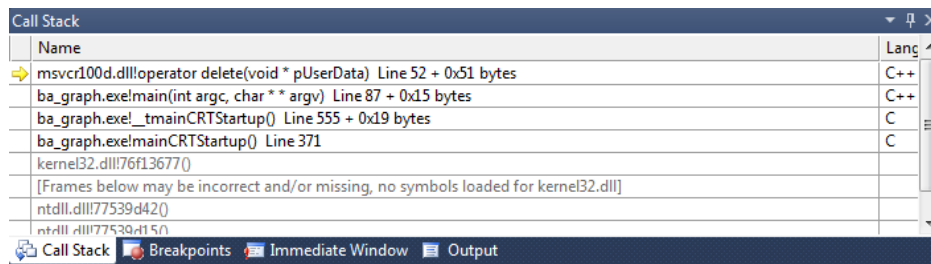 Call Stack
Name Lang
msvcr100d.dll!operator delete(void * pUserData) Line 52 + 0x51 bytes C++
ba_graph.exe!main(int argc, char * * argv) Line 87 + 0x15 bytes C++
ba_graph.exe!__tmainCRTStartup() Line 555 + 0x19 bytes C
ba_graph.exe!mainCRTStartup() Line 371 C
kernel32.dll!76f13677()
[Frames below may be incorrect and/or missing, no symbols loaded for kernel32.dll]
ntdll.dll!77539d42()
ntdll.dll!77539d15()
Call Stack Breakpoints Immediate Window Output